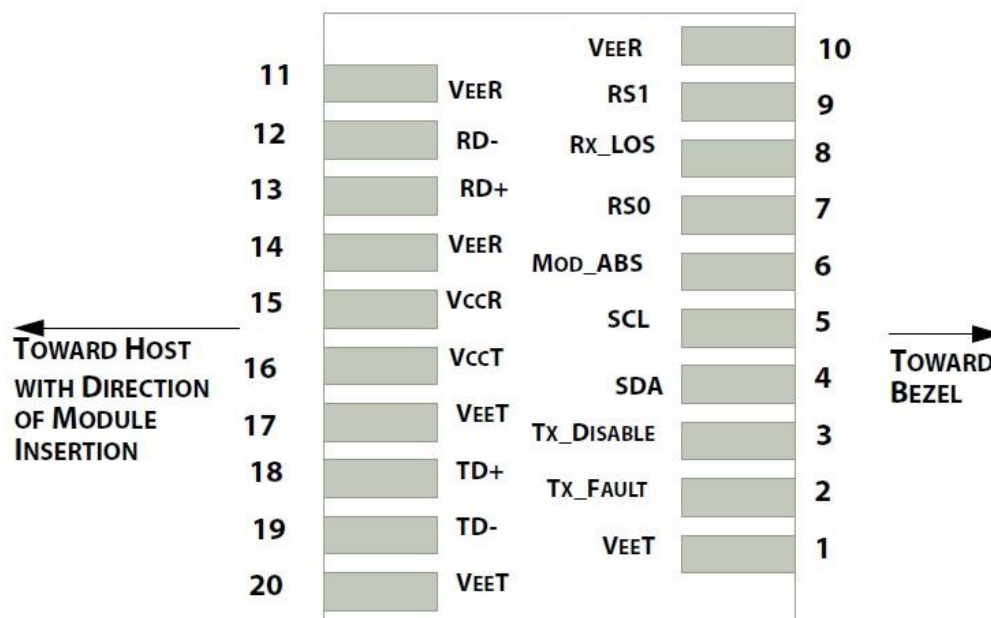 VEER 10
11 VEER
RS1 9
12 RD-
RX_LOS 8
13 RD+
RS0 7
14 VEER
MOD_ABS 6
15 VCCR
SCL 5
TOWARD HOST
WITH DIRECTION
OF MODULE
INSERTION
16 VCCT
SDA 4
TOWARD
BEZEL
17 VEET
TX_DISABLE 3
18 TD+
TX_FAULT 2
19 TD-
VEET 1
20 VEET